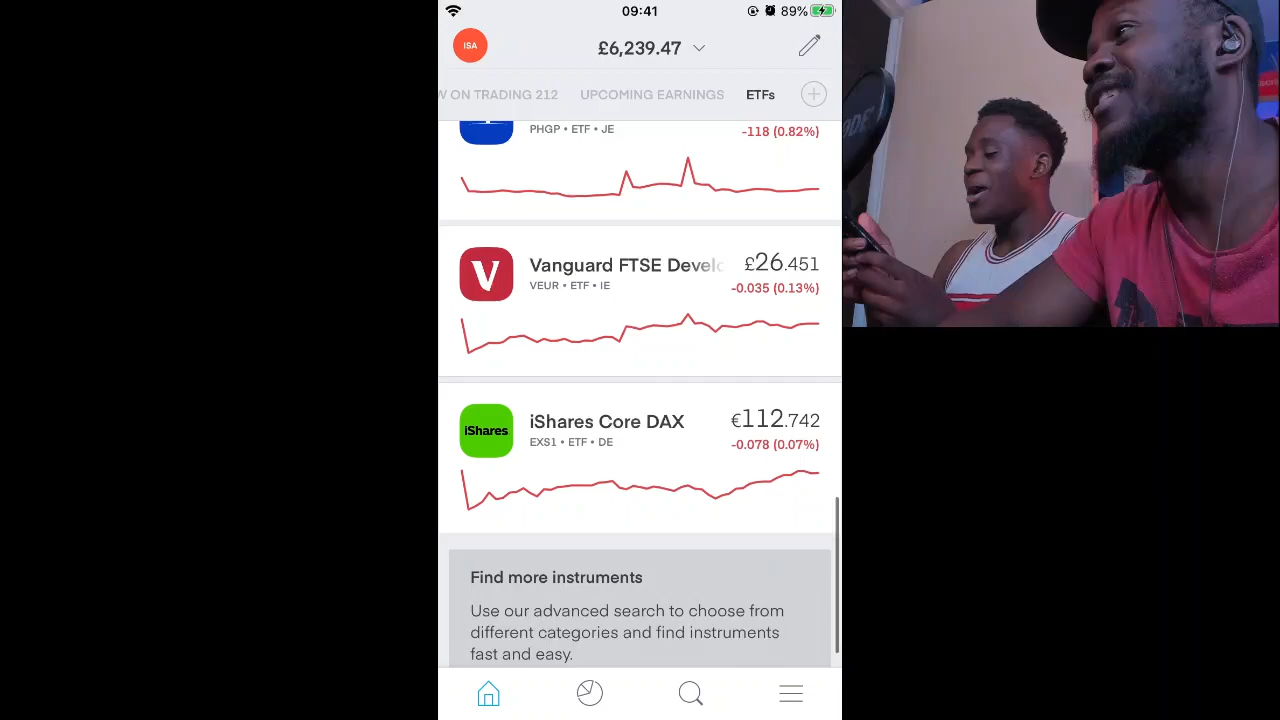 09:41
89%
ISA
£6,239.47
W ON TRADING 212
UPCOMING EARNINGS
ETFs
PHGP • ETF • JE
-118 (0.82%)
V
Vanguard FTSE Develo
£26.451
VEUR • ETF • IE
-0.035 (0.13%)
iShares
iShares Core DAX
€112.742
EXS1 • ETF • DE
-0.078 (0.07%)
Find more instruments
Use our advanced search to choose from
different categories and find instruments
fast and easy.